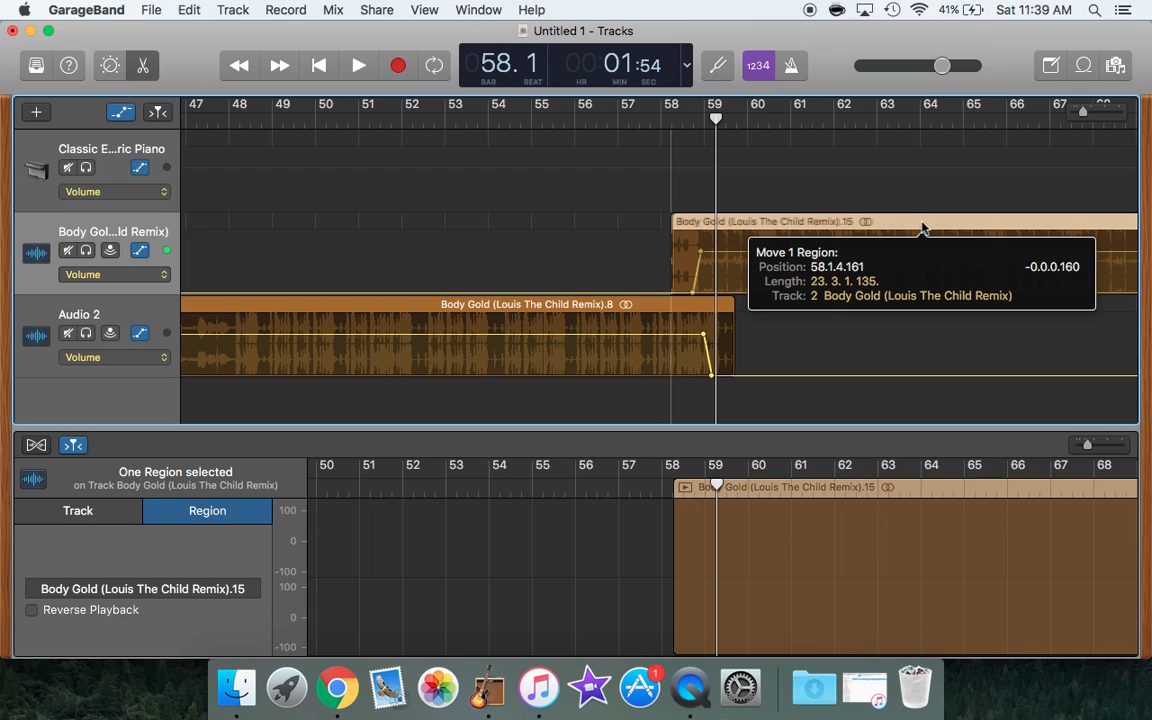 GarageBand File Edit Track Record Mix Share View Window Help 41% Sat 11:39 AM
Untitled 1 - Tracks
58. 1 00:01:54 1234
BAR BEAT HR MIN SEC
47 48 49 50 51 52 53 54 55 56 57 58 59 60 61 62 63 64 65 66 67 68
Classic E...ric Piano
Volume
Body Gol...ld Remix)
Volume
Body Gold (Louis The Child Remix).15
Move 1 Region:
Position: 58.1.4.161 -0.0.0.160
Length: 23. 3. 1. 135.
Track: 2 Body Gold (Louis The Child Remix)
Body Gold (Louis The Child Remix).8
Audio 2
Volume
One Region selected
on Track Body Gold (Louis The Child Remix)
50 51 52 53 54 55 56 57 58 59 60 61 62 63 64 65 66 67 68
Body Gold (Louis The Child Remix).15
Track Region
100
0
-100
100
0
-100
Body Gold (Louis The Child Remix).15
Reverse Playback
1